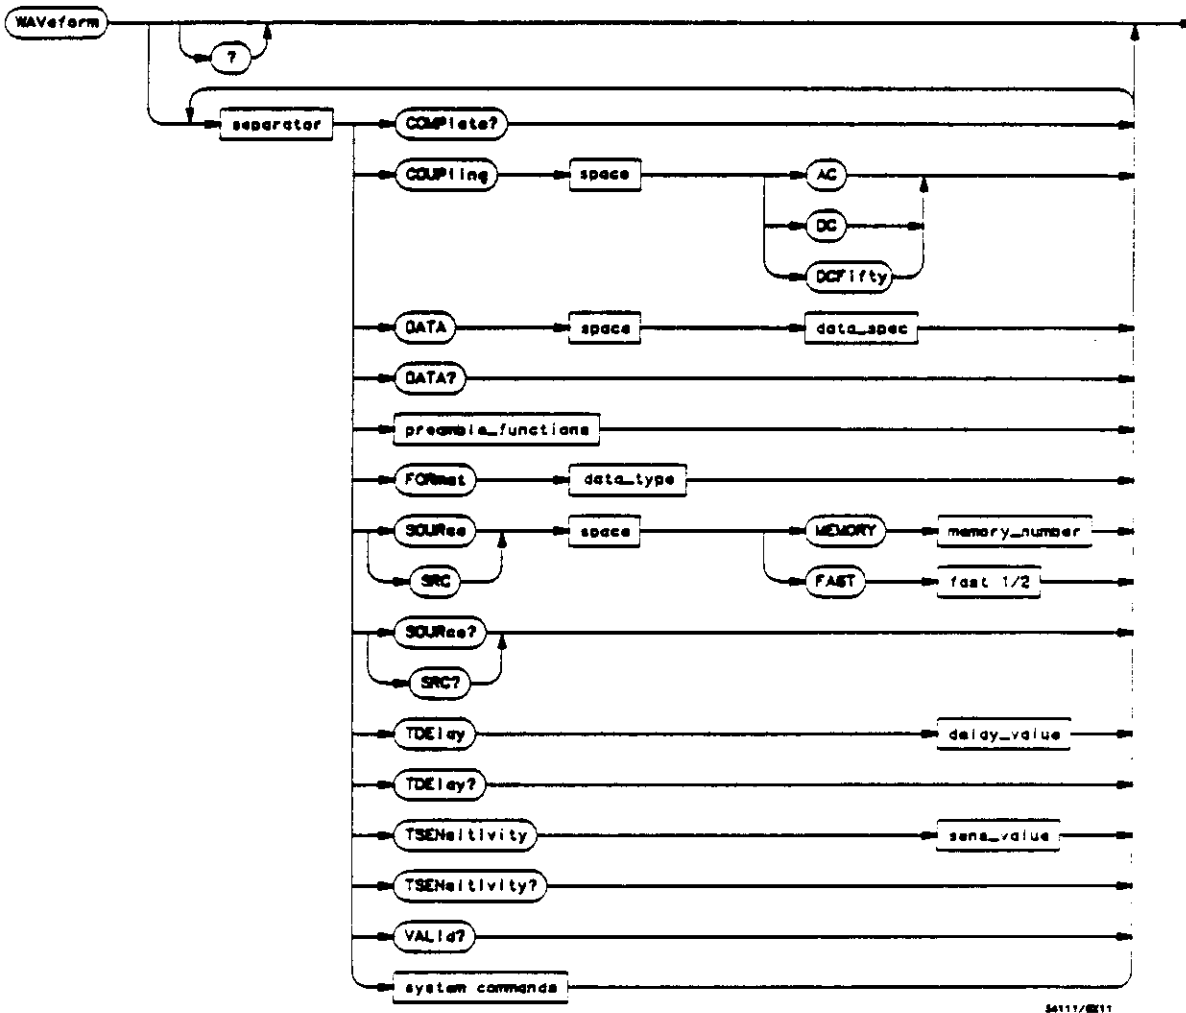 WAVeform
?
separator
COMPlete?
COUPling space AC
DC
DCFifty
DATA space data_spec
DATA?
preamble_functions
FORmat data_type
SOURce space MEMORY memory_number
SRC FAST fast 1/2
SOURce?
SRC?
TDElay delay_value
TDElay?
TSENsitivity sens_value
TSENsitivity?
VALid?
system commands